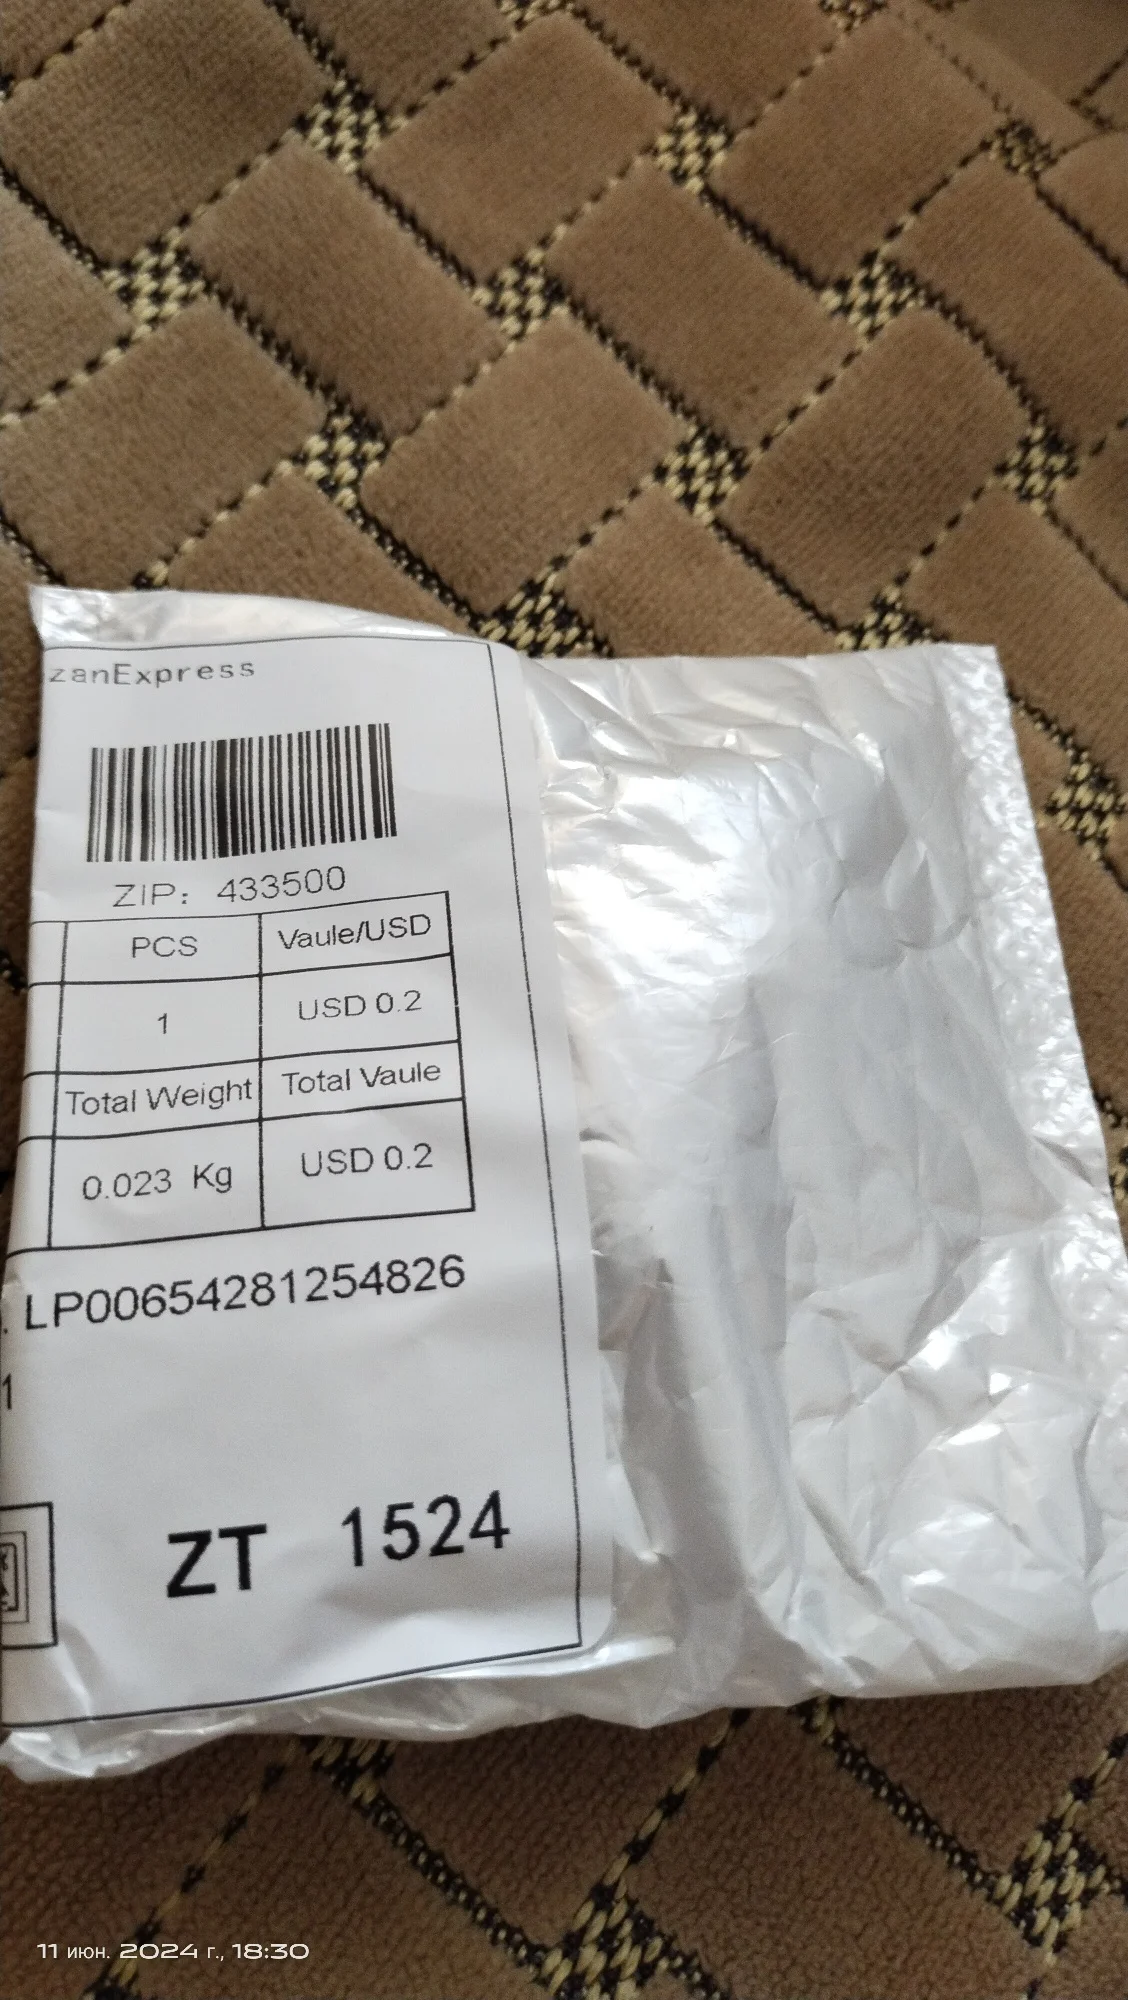 zanExpress
ZIP: 433500
PCS Vaule/USD
1 USD 0.2
Total Weight Total Vaule
0.023 Kg USD 0.2
LP00654281254826
1
ZT 1524
11 июн. 2024 г., 18:30